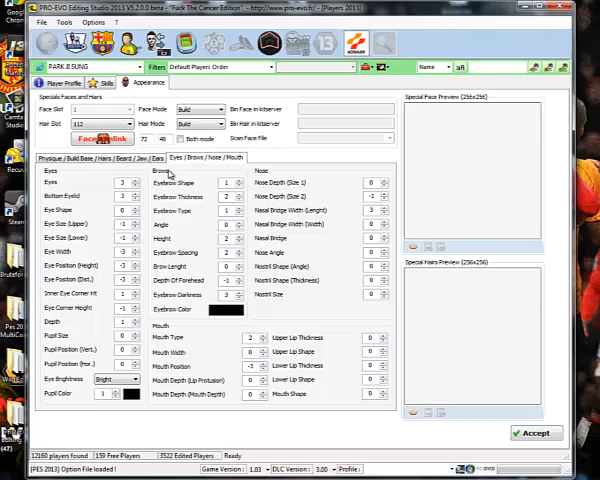 PRO-EVO Editing Studio 2013 V5.2.0.0 beta - "Fuck The Cancer Edition" - http://www.pro-evo.fr/ - [Players 2013]
File Tools Options ?
PARK JI SUNG Filters Default Players Order Name
Player Profile Skills Appearance
Specials Faces and Hairs
Face Slot 1 Face Mode Build Bin Face in kitserver
Hair Slot 112 Hair Mode Build Bin Hair in kitserver
72 48 Both mode Scan Face File
Special Face Preview (256x256)
Physique / Build Base / Hairs / Beard / Jaw / Ears Eyes / Brows / Nose / Mouth
Eyes
Eyes 3
Bottom Eyelid 3
Eye Shape 0
Eye Size (Upper) -1
Eye Size (Lower) -1
Eye Width -3
Eye Position (Height) -3
Eye Position (Dist.) -3
Inner Eye Corner Ht 1
Eye Corner Height -1
Depth 1
Pupil Size 0
Pupil Position (Vert.) 0
Pupil Position (Hor.) 0
Eye Brightness Bright
Pupil Color 1
Brows
Eyebrow Shape 1
Eyebrow Thickness 2
Eyebrow Type 1
Angle 0
Height 2
Eyebrow Spacing 2
Brow Lenght 0
Depth Of Forehead -1
Eyebrow Darkness 3
Eyebrow Color
Nose
Nose Depth (Size 1) 0
Nose Depth (Size 2) -1
Nasal Bridge Width (Lenght) 3
Nasal Bridge Width (Width) 0
Nasal Bridge 0
Nose Angle 0
Nostril Shape (Angle) 0
Nostril Shape (Thickness) 0
Nostril Size 0
Mouth
Mouth Type 2 Upper Lip Thickness 0
Mouth Width 0 Upper Lip Shape 0
Mouth Position -3 Lower Lip Thickness 0
Mouth Depth (Lip Protusion) 0 Lower Lip Shape 0
Mouth Depth (Mouth Depth) 0 Mouth Shape 0
Special Hairs Preview (256x256)
Accept
12160 players found 159 Free Players 3522 Edited Players Ready
[PES 2013] Option File loaded ! Game Version : 1.03 DLC Version : 3.00 Profile :